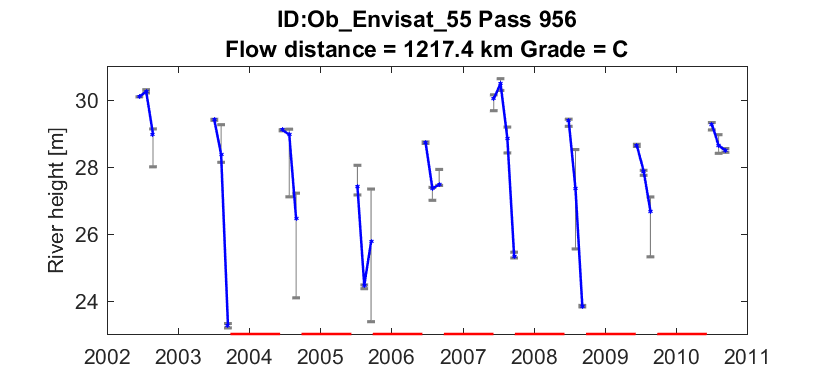 ID:Ob_Envisat_55 Pass 956
Flow distance = 1217.4 km Grade = C
River height [m]
30
28
26
24
2002 2003 2004 2005 2006 2007 2008 2009 2010 2011